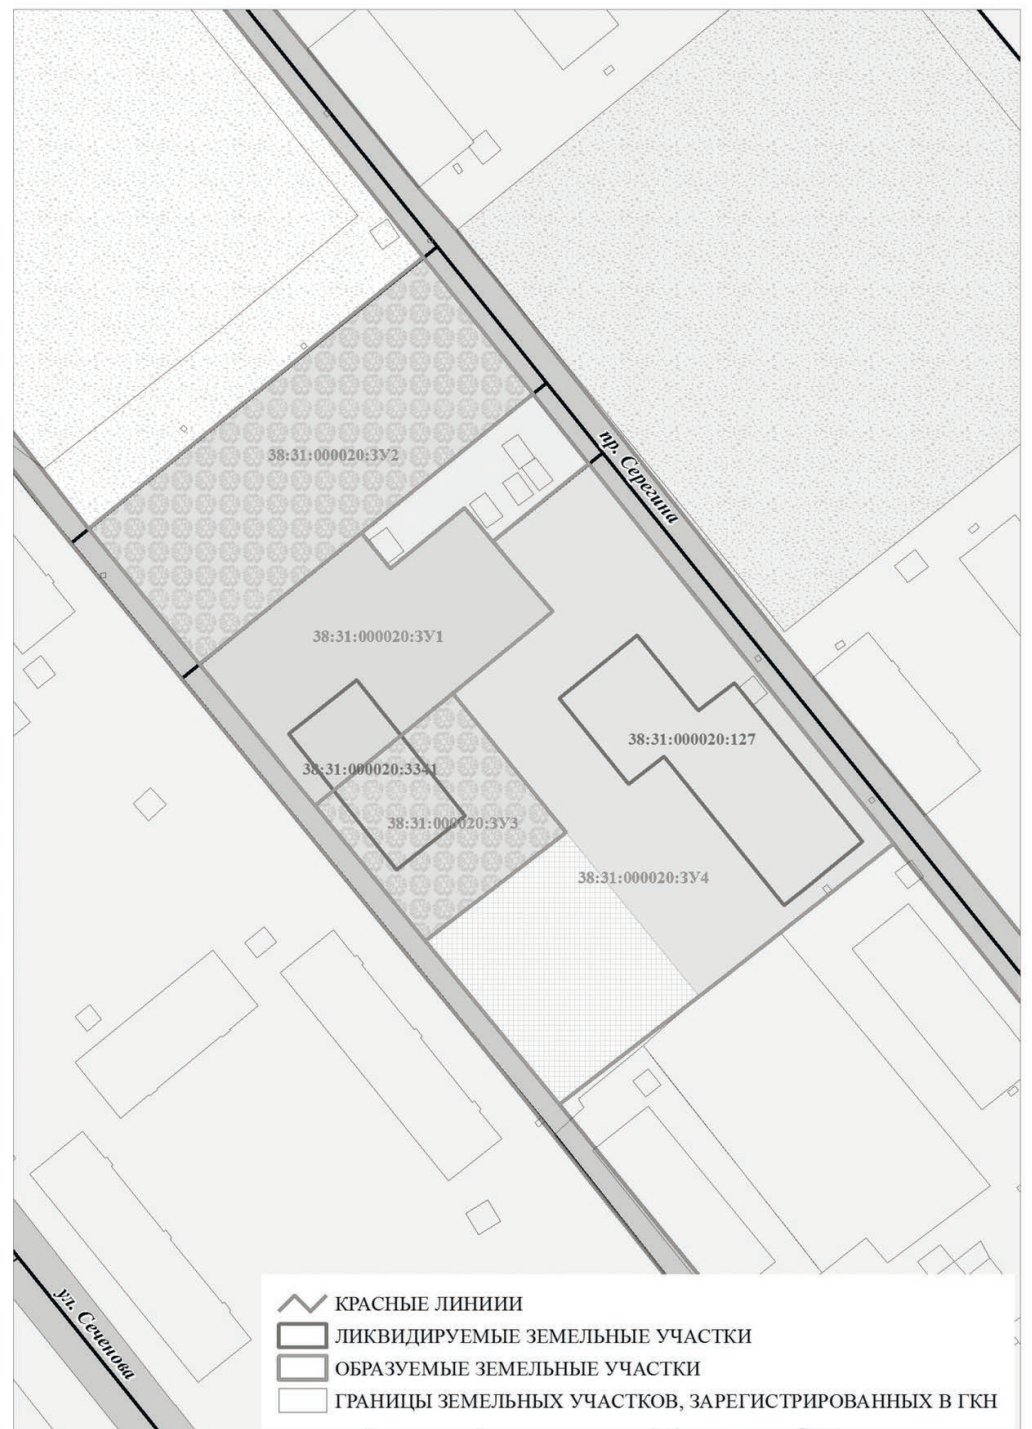 пр. Серегина
38:31:000020:ЗУ2
38:31:000020:ЗУ1
38:31:000020:127
38:31:000020:3341
38:31:000020:ЗУ3
38:31:000020:ЗУ4
ул. Сеченова
КРАСНЫЕ ЛИНИИИ
ЛИКВИДИРУЕМЫЕ ЗЕМЕЛЬНЫЕ УЧАСТКИ
ОБРАЗУЕМЫЕ ЗЕМЕЛЬНЫЕ УЧАСТКИ
ГРАНИЦЫ ЗЕМЕЛЬНЫХ УЧАСТКОВ, ЗАРЕГИСТРИРОВАННЫХ В ГКН